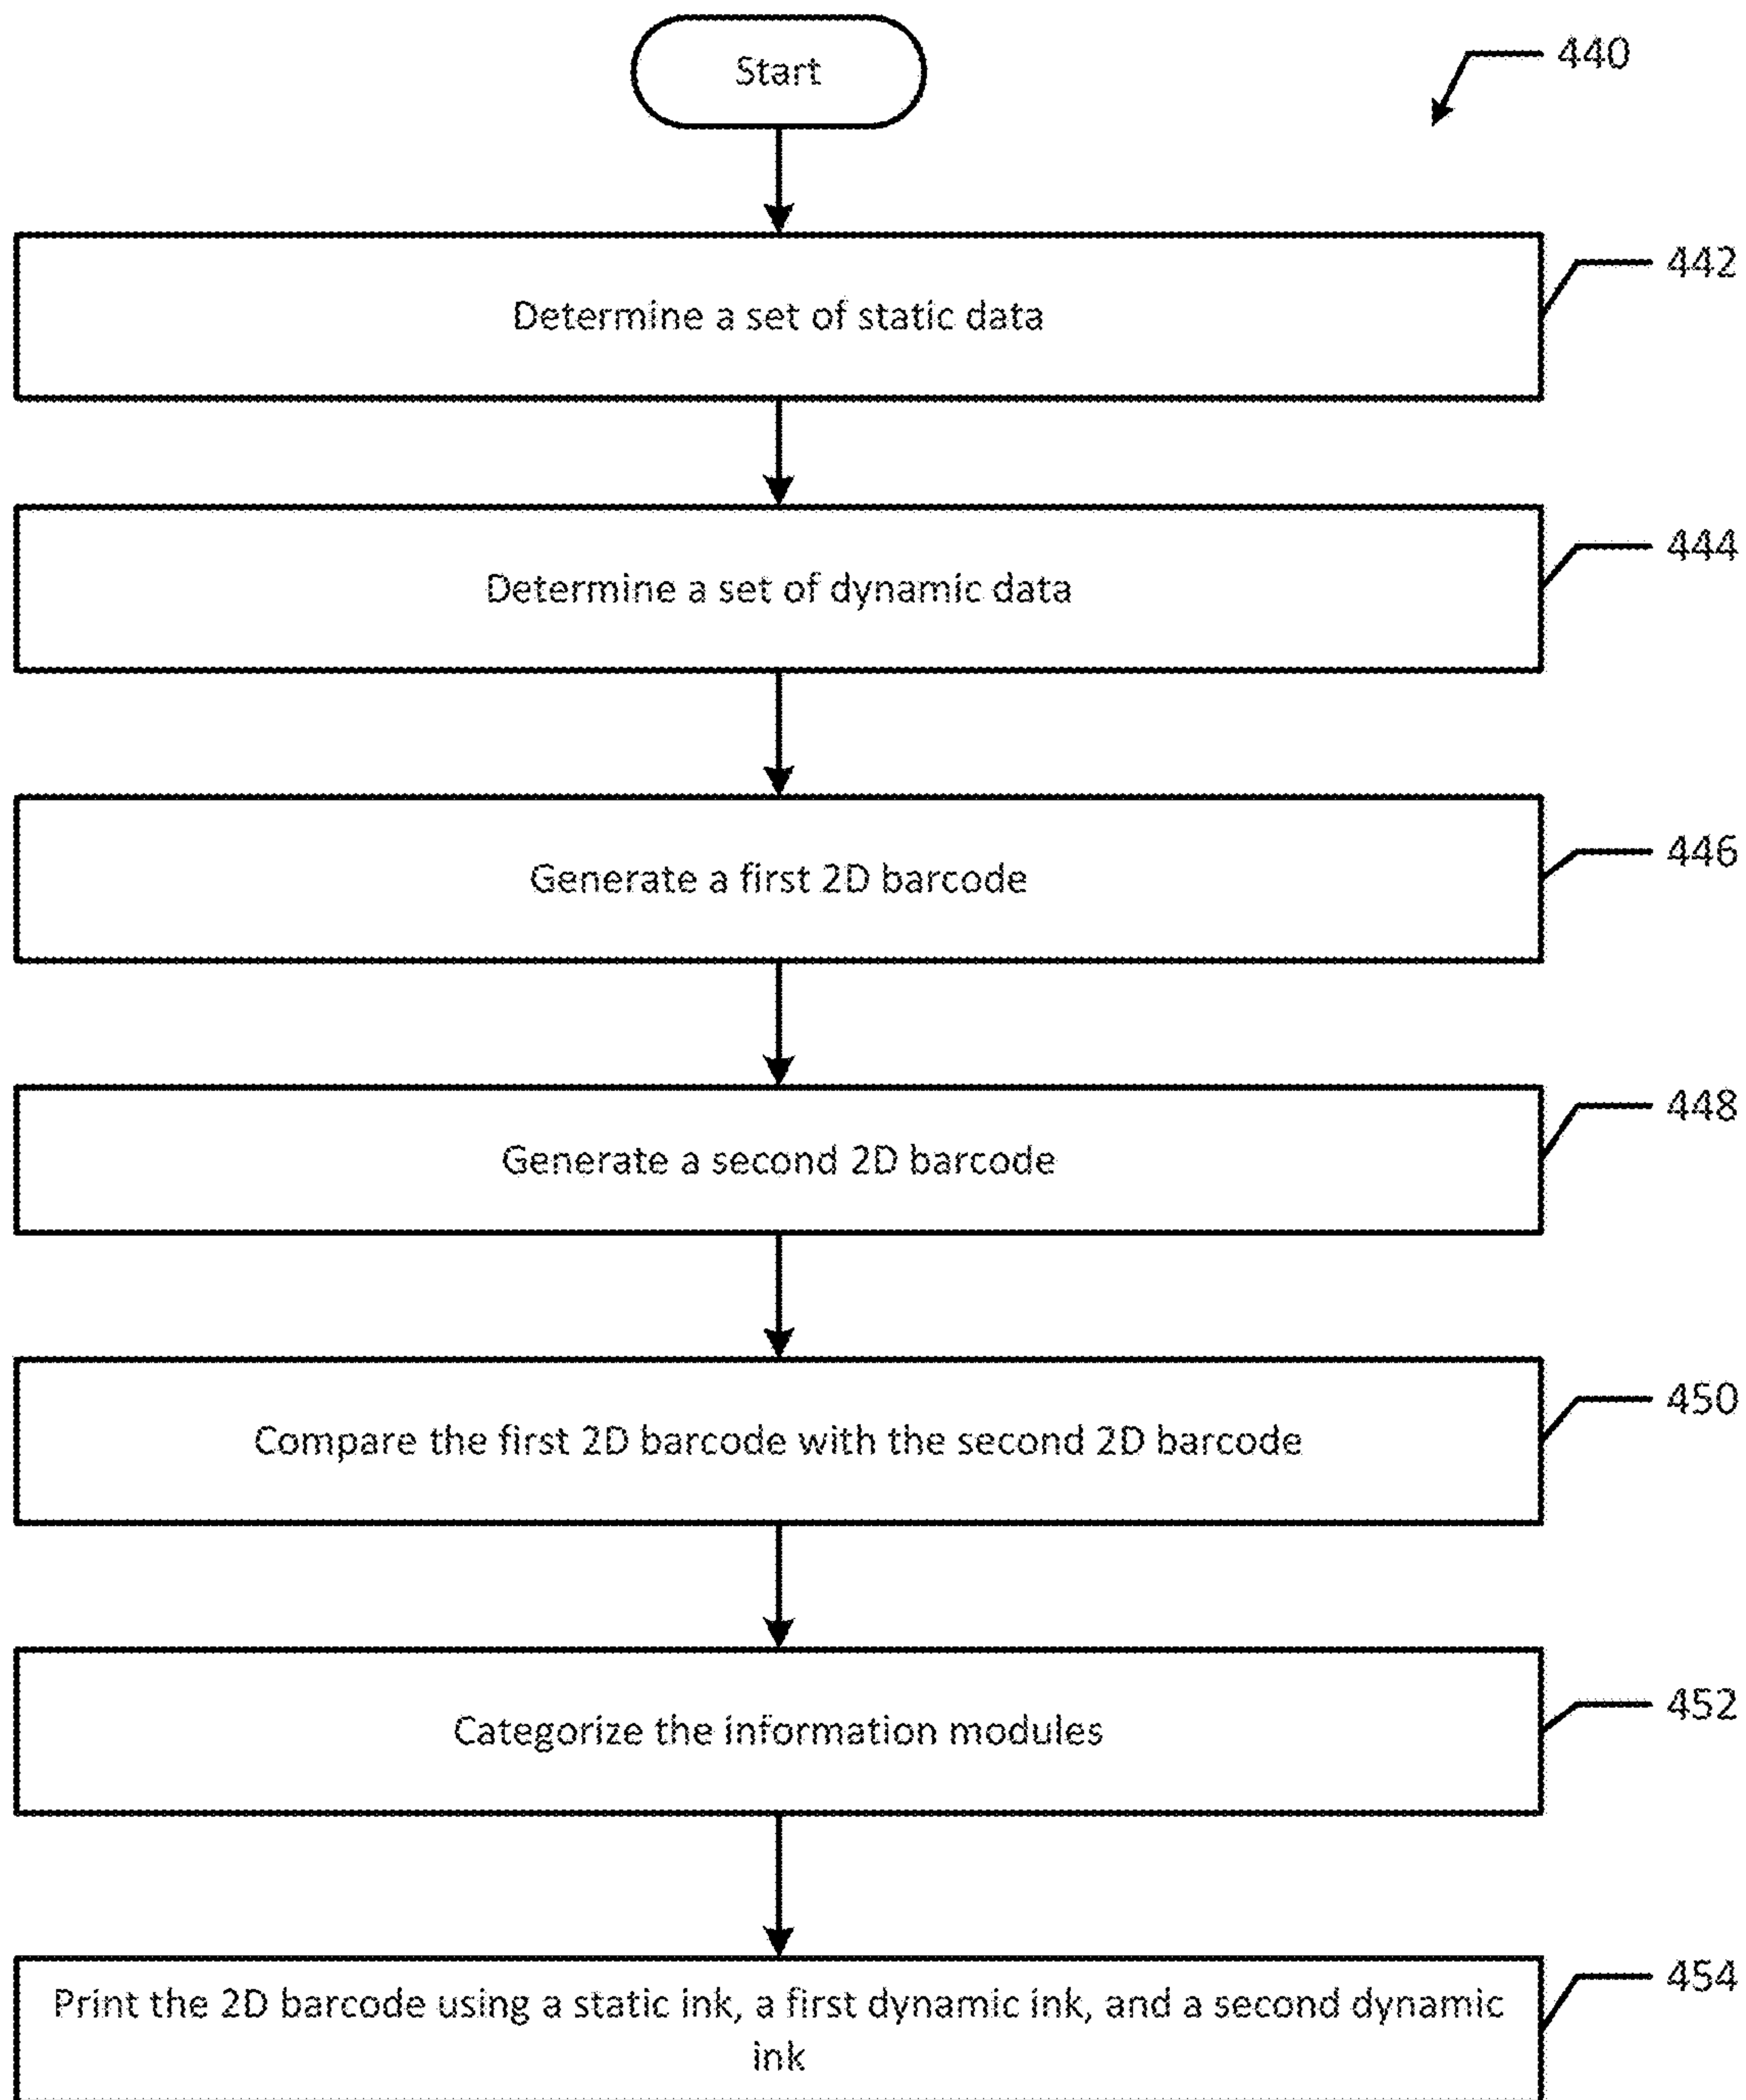 Start
440
Determine a set of static data
442
Determine a set of dynamic data
444
Generate a first 2D barcode
446
Generate a second 2D barcode
448
Compare the first 2D barcode with the second 2D barcode
450
Categorize the information modules
452
Print the 2D barcode using a static ink, a first dynamic ink, and a second dynamic
ink
454